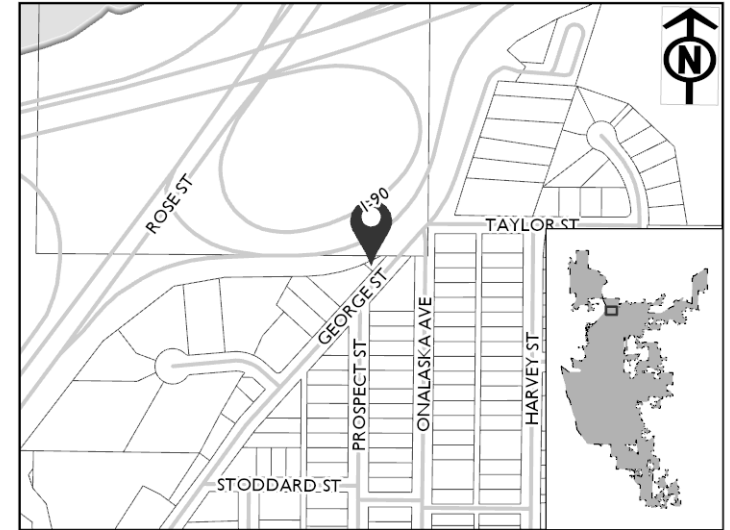 N
I-90
ROSE ST
TAYLOR ST
GEORGE ST
PROSPECT ST
ONALASKA AVE
HARVEY ST
STODDARD ST